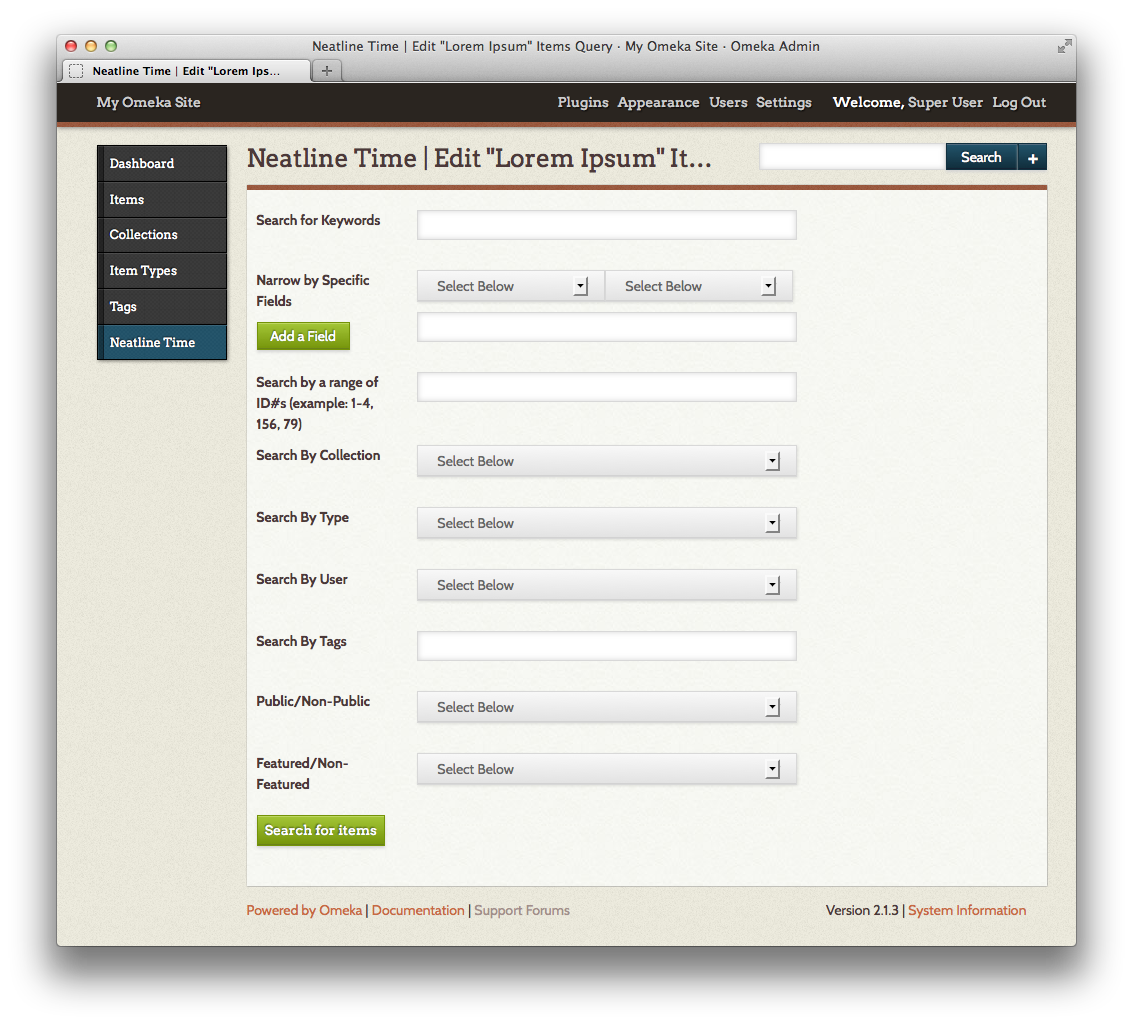 Neatline Time | Edit "Lorem Ipsum" Items Query · My Omeka Site · Omeka Admin
Neatline Time | Edit "Lorem Ips...
My Omeka Site
Plugins Appearance Users Settings Welcome, Super User Log Out
Dashboard
Items
Collections
Item Types
Tags
Neatline Time
Neatline Time | Edit "Lorem Ipsum" It...
Search +
Search for Keywords
Narrow by Specific
Fields
Select Below Select Below
Add a Field
Search by a range of
ID#s (example: 1-4,
156, 79)
Search By Collection Select Below
Search By Type Select Below
Search By User Select Below
Search By Tags
Public/Non-Public Select Below
Featured/Non-
Featured
Select Below
Search for items
Powered by Omeka | Documentation | Support Forums
Version 2.1.3 | System Information